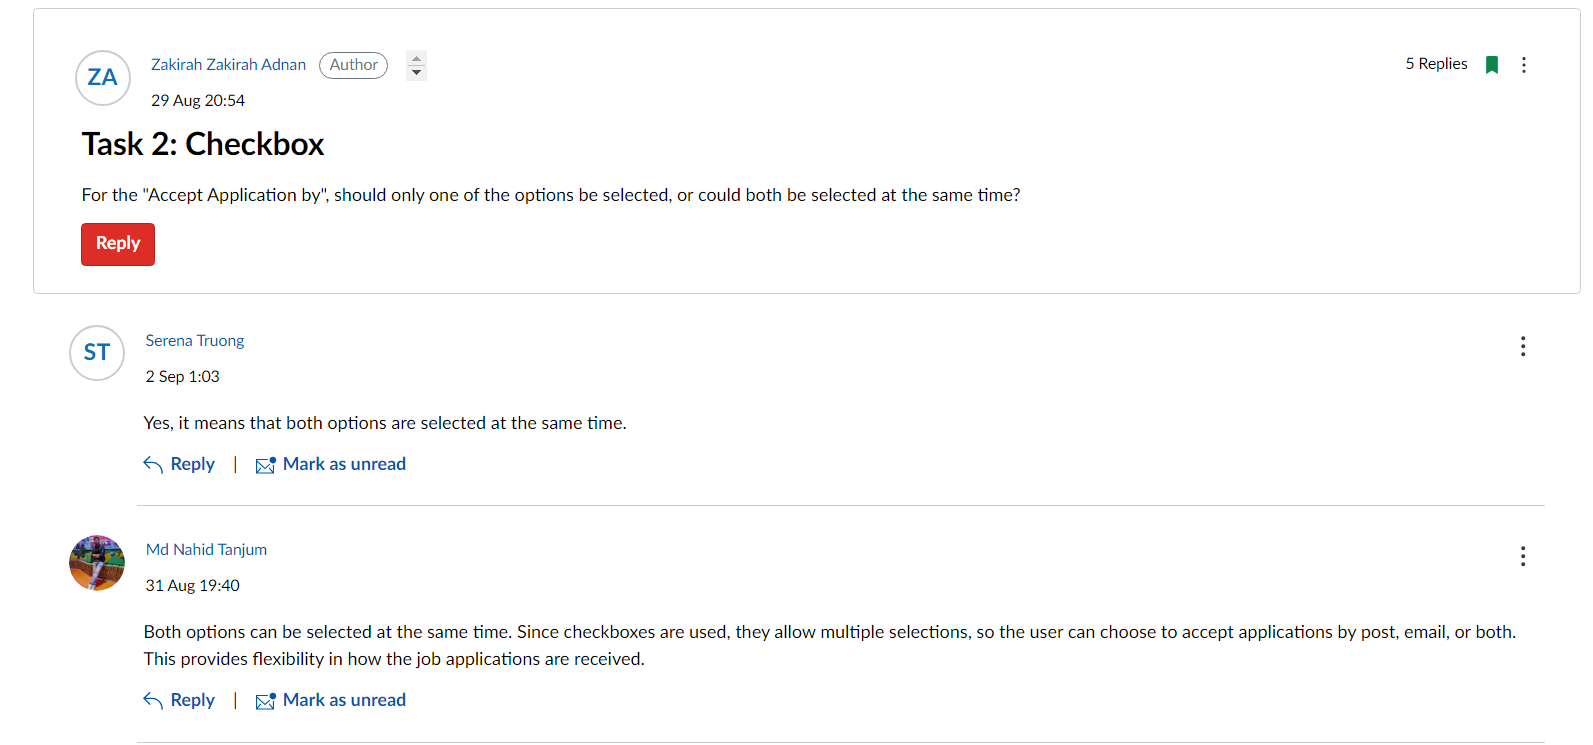 ZA
Zakirah Zakirah Adnan
Author
5 Replies
29 Aug 20:54
Task 2: Checkbox
For the "Accept Application by", should only one of the options be selected, or could both be selected at the same time?
Reply
ST
Serena Truong
2 Sep 1:03
Yes, it means that both options are selected at the same time.
Reply | Mark as unread
Md Nahid Tanjum
31 Aug 19:40
Both options can be selected at the same time. Since checkboxes are used, they allow multiple selections, so the user can choose to accept applications by post, email, or both.
This provides flexibility in how the job applications are received.
Reply | Mark as unread